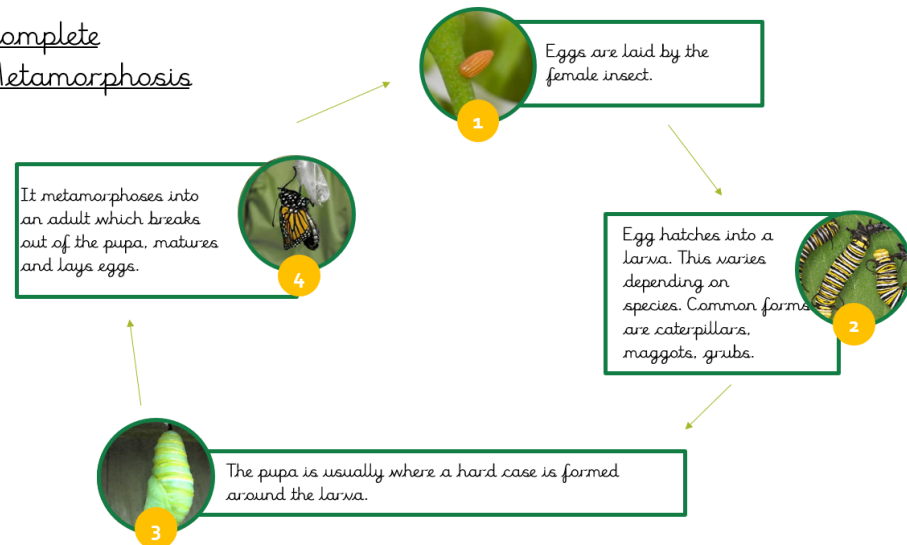 omplete
etamorphosis
Eggs are laid by the
female insect.
1
Egg hatches into a
larva. This varies
depending on
species. Common forms
are caterpillars,
maggots, grubs.
2
The pupa is usually where a hard case is formed
around the larva.
3
It metamorphoses into
an adult which breaks
out of the pupa, matures
and lays eggs.
4